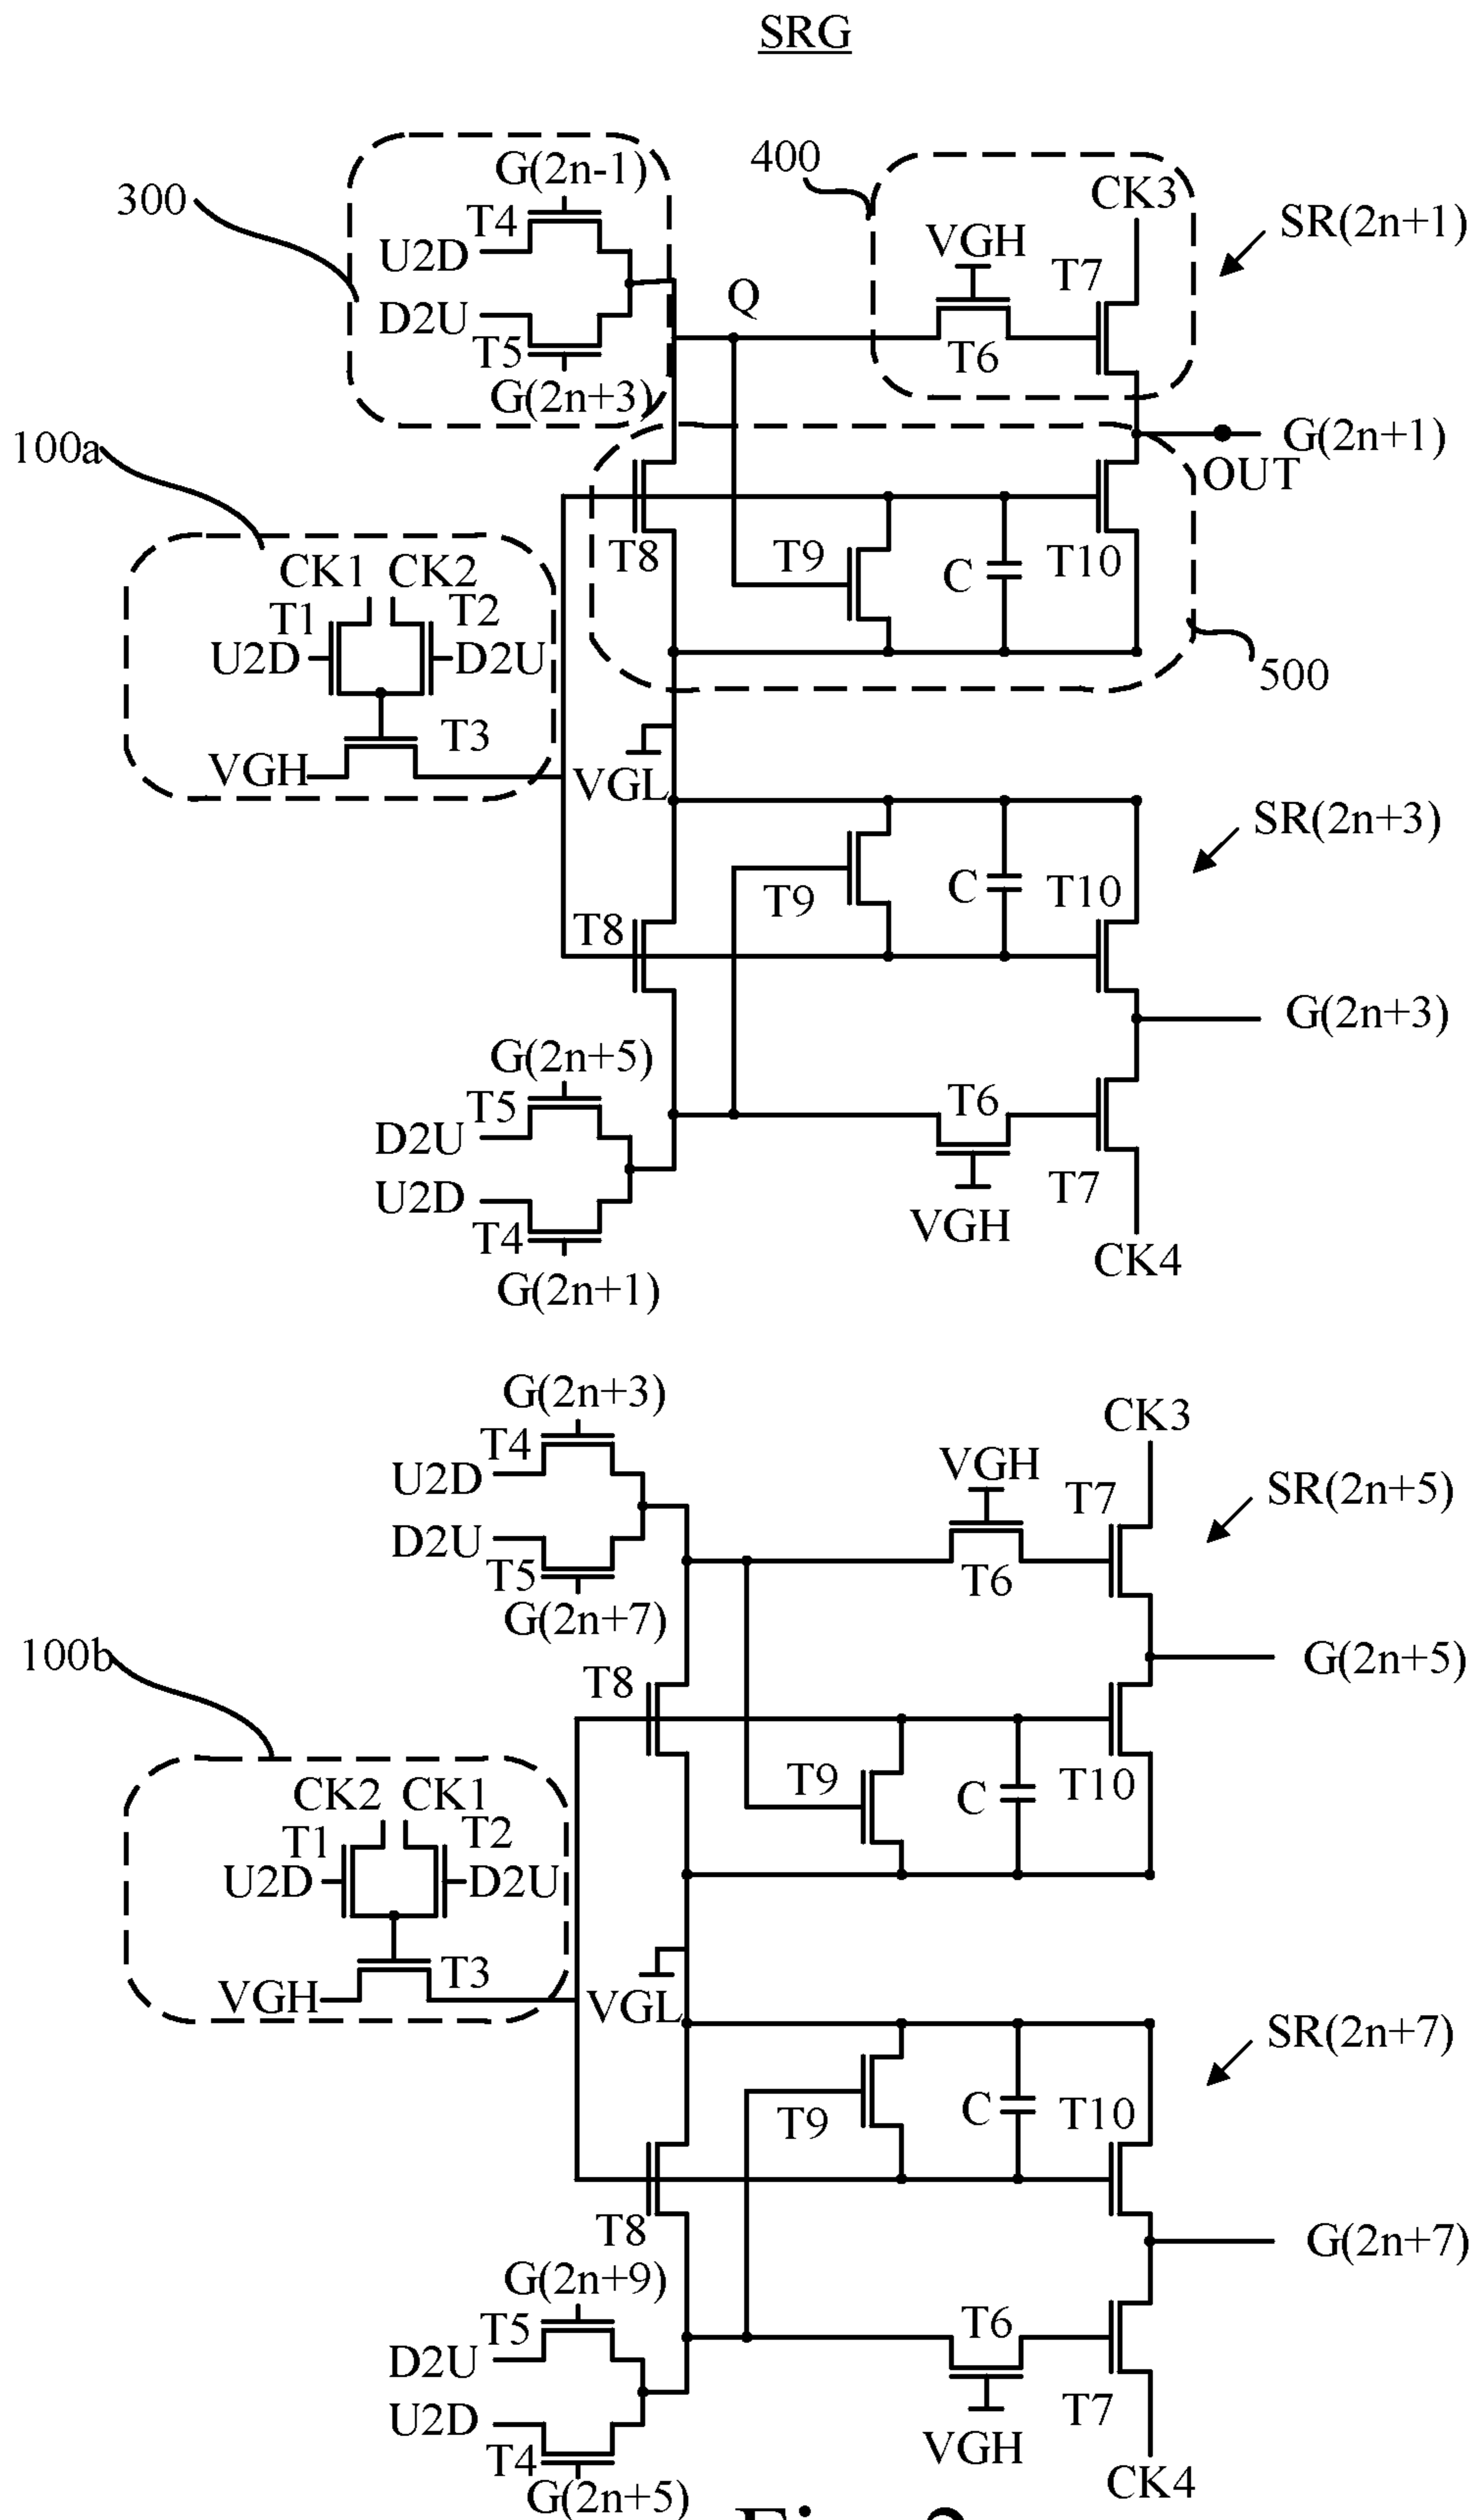 SRG
G(2n-1)
400
300
T4
CK3
SR(2n+1)
U2D
VGH
T7
D2U
Q
T5
T6
G(2n+3)
100a
G(2n+1)
OUT
CK1 CK2
T8
T9
C
T10
T1
T2
U2D
D2U
500
T3
VGH
VGL
SR(2n+3)
T9
C
T10
T8
G(2n+3)
G(2n+5)
T5
T6
D2U
U2D
T7
T4
VGH
CK4
G(2n+1)
G(2n+3)
CK3
T4
VGH
T7
SR(2n+5)
U2D
D2U
T5
T6
G(2n+7)
100b
G(2n+5)
T8
CK2 CK1
T9
C
T10
T1
T2
U2D
D2U
T3
VGH
VGL
SR(2n+7)
T9
C
T10
T8
G(2n+7)
G(2n+9)
T5
T6
D2U
U2D
T7
T4
VGH
CK4
G(2n+5)